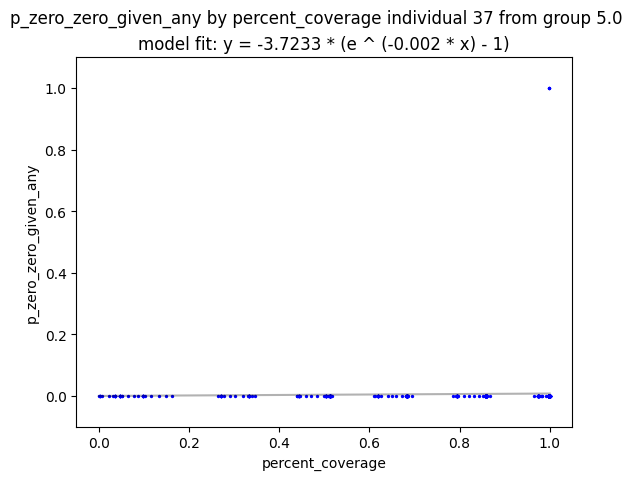 p_zero_zero_given_any by percent_coverage individual 37 from group 5.0
model fit: y = -3.7233 * (e ^ (-0.002 * x) - 1)
1.0
0.8
0.6
0.4
0.2
0.0
p_zero_zero_given_any
0.0 0.2 0.4 0.6 0.8 1.0
percent_coverage